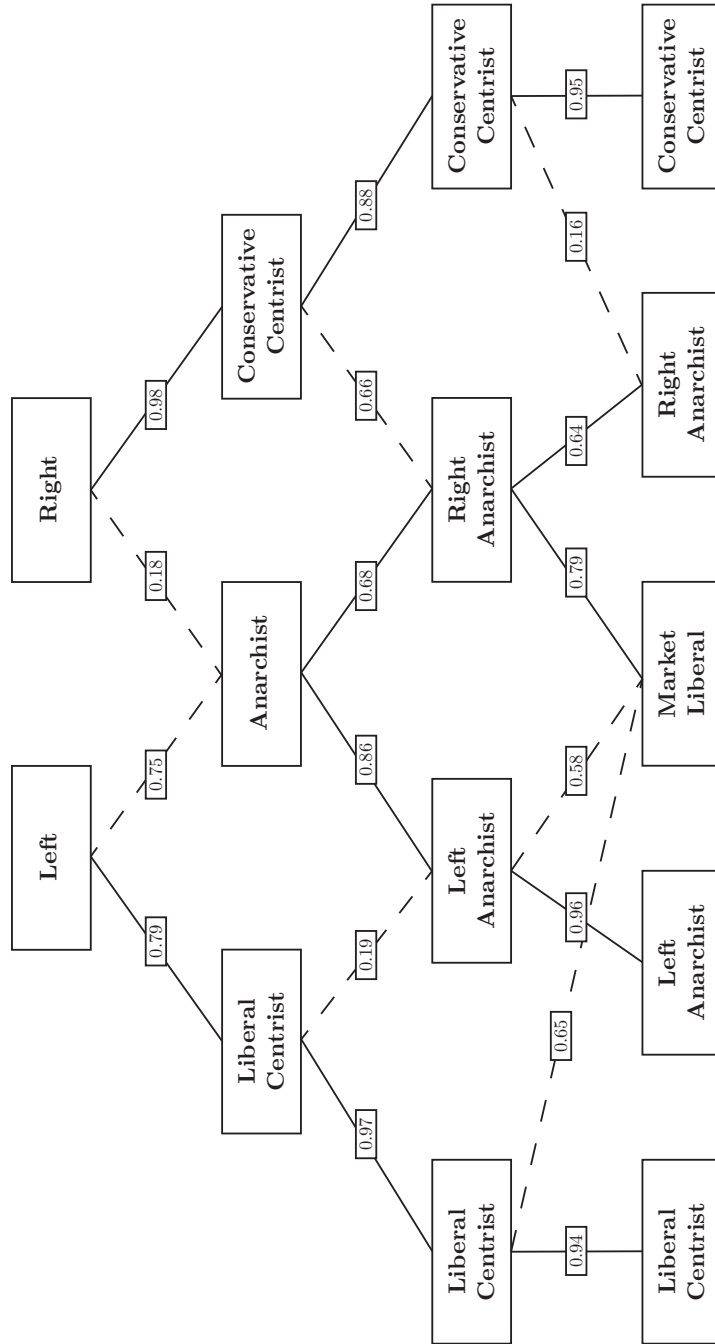 Left
Right
0.79
0.75
0.18
0.98
Liberal
Centrist
Anarchist
Conservative
Centrist
0.97
0.19
0.86
0.68
0.66
0.88
Liberal
Centrist
Left
Anarchist
Right
Anarchist
Conservative
Centrist
0.94
0.65
0.96
0.58
0.79
0.64
0.16
0.95
Liberal
Centrist
Left
Anarchist
Market
Liberal
Right
Anarchist
Conservative
Centrist